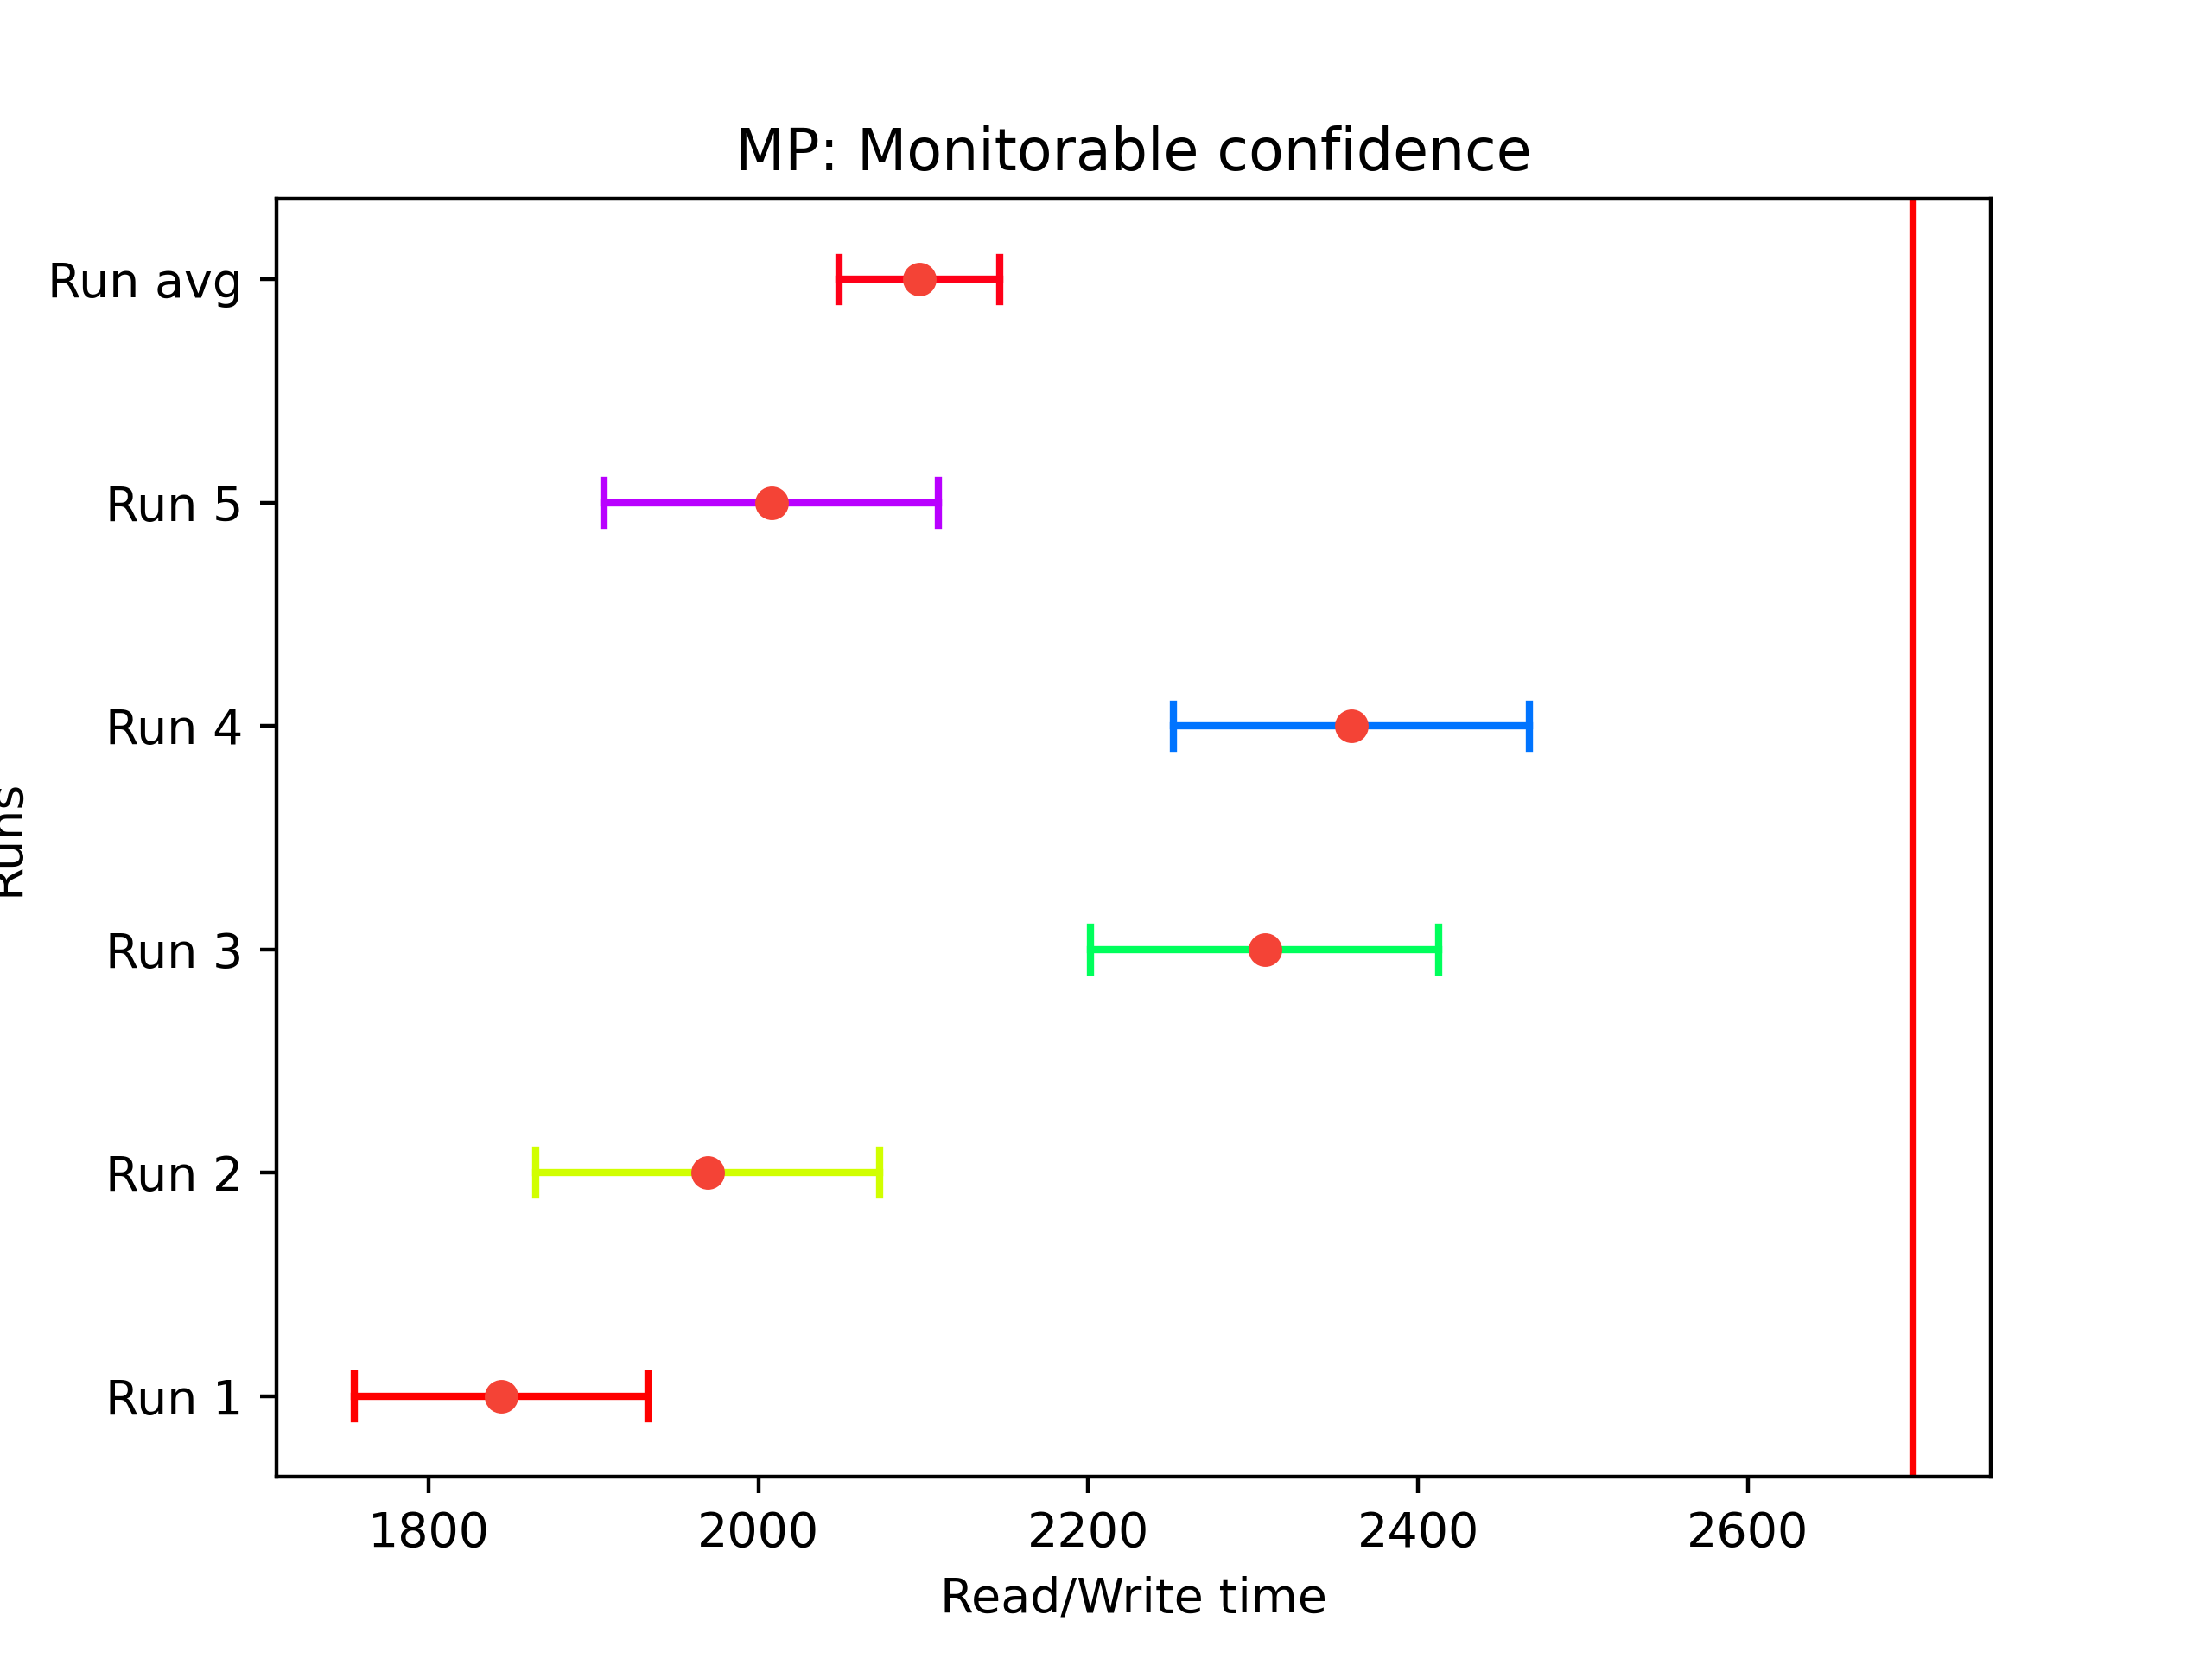 MP: Monitorable confidence
Run avg
Run 5
Run 4
Runs
Run 3
Run 2
Run 1
1800 2000 2200 2400 2600
Read/Write time